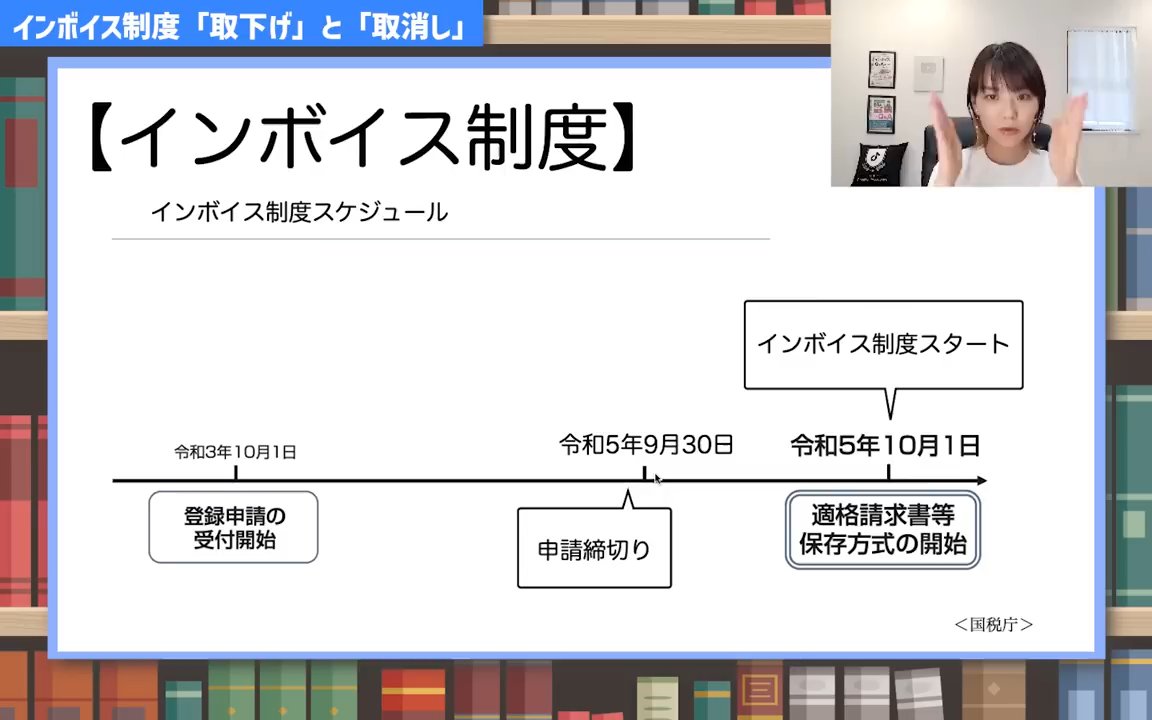 インボイス制度「取下げ」と「取消し」
【インボイス制度】
インボイス制度スケジュール
インボイス制度スタート
令和3年10月1日
令和5年9月30日
令和5年10月1日
登録申請の
受付開始
申請締切り
適格請求書等
保存方式の開始
＜国税庁＞